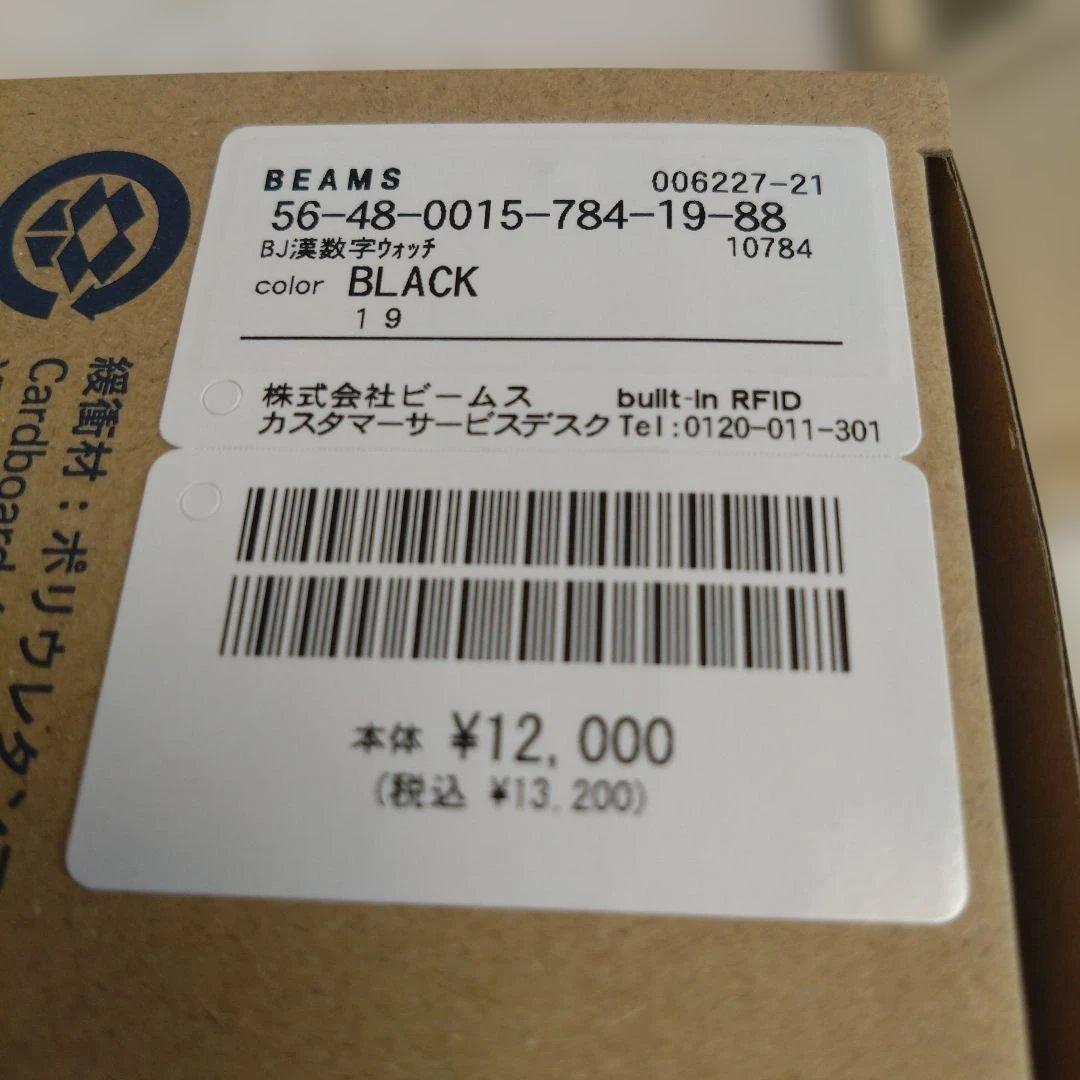 BEAMS 006227-21
56-48-0015-784-19-88
BJ漢数字ｳｫｯﾁ 10784
color BLACK
19
株式会社ビームス built-in RFID
カスタマーサービスデスク Tel:0120-011-301
本体 ¥12,000
(税込 ¥13,200)
緩衝材：ポリウレタン
Cardboard